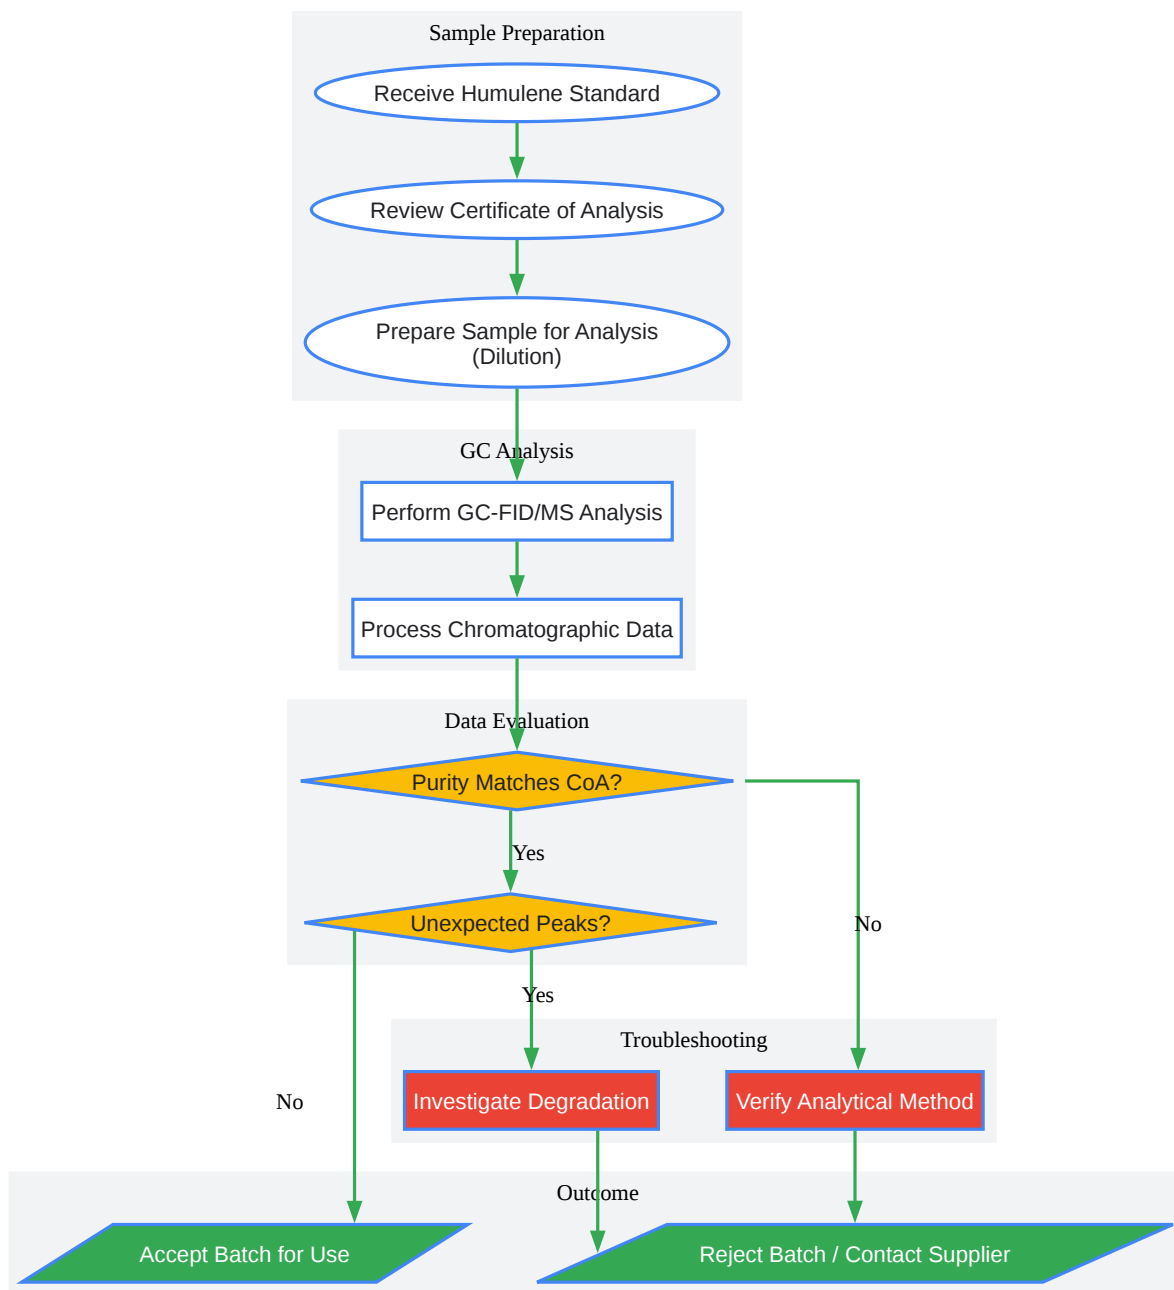 Sample Preparation
Receive Humulene Standard
Review Certificate of Analysis
Prepare Sample for Analysis
(Dilution)
GC Analysis
Perform GC-FID/MS Analysis
Process Chromatographic Data
Data Evaluation
Purity Matches CoA?
Yes
Unexpected Peaks?
No
Yes
Troubleshooting
Investigate Degradation
Verify Analytical Method
No
Outcome
Accept Batch for Use
Reject Batch / Contact Supplier